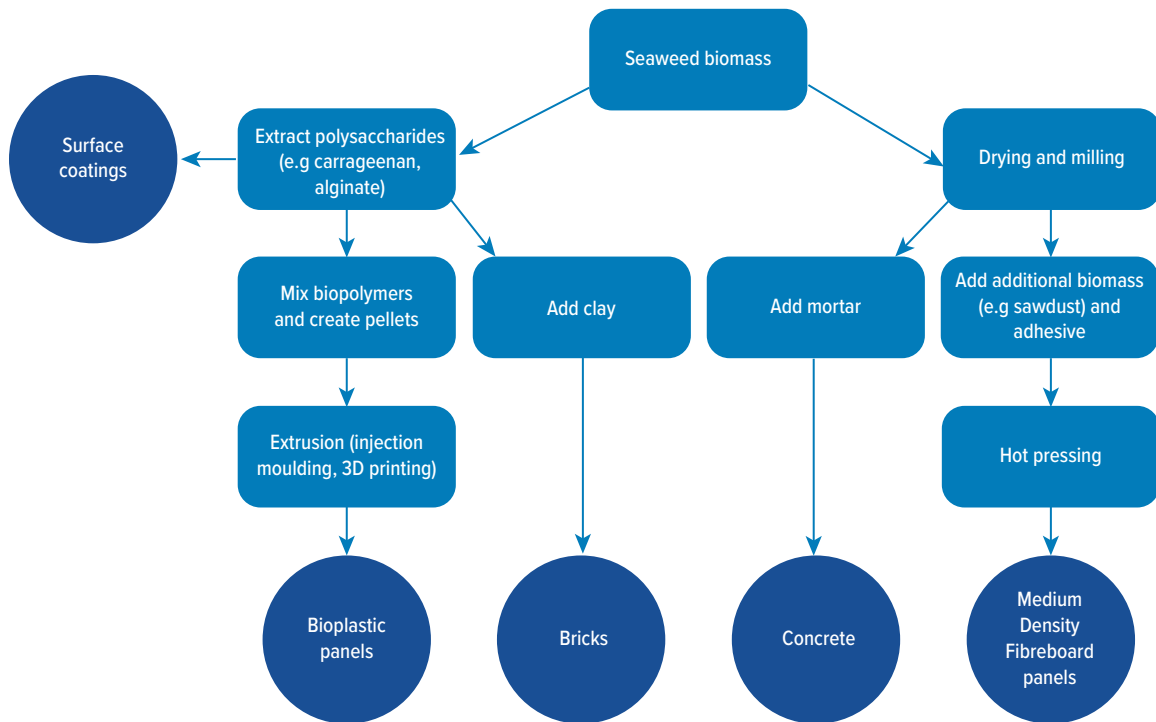 Seaweed biomass
Surface
coatings
Extract polysaccharides
(e.g carrageenan,
alginate)
Drying and milling
Mix biopolymers
and create pellets
Add clay
Add mortar
Add additional biomass
(e.g sawdust) and
adhesive
Extrusion (injection
moulding, 3D printing)
Hot pressing
Bioplastic
panels
Bricks
Concrete
Medium
Density
Fibreboard
panels